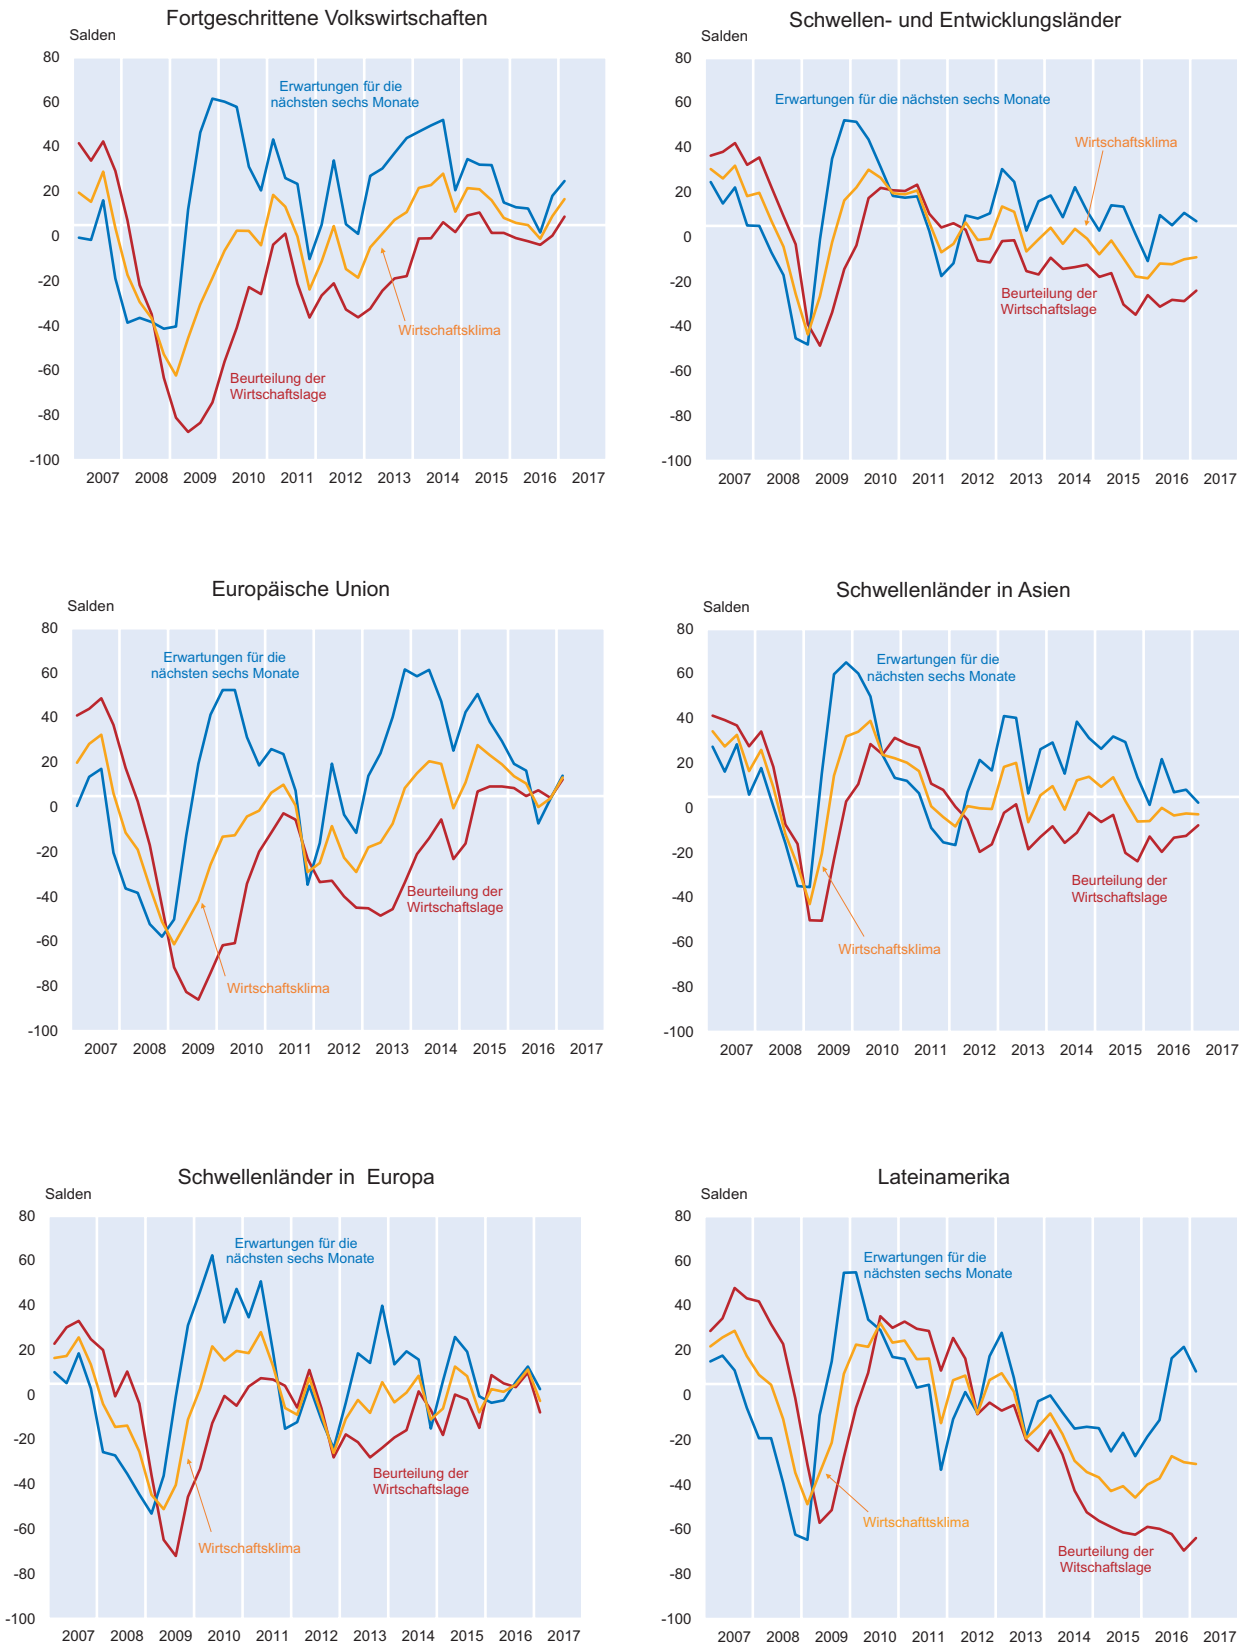 Fortgeschrittene Volkswirtschaften
Salden
80
60
40
20
0
-20
-40
-60
-80
-100
Erwartungen für die
nächsten sechs Monate
Wirtschaftsklima
Beurteilung der
Wirtschaftslage
2007 2008 2009 2010 2011 2012 2013 2014 2015 2016 2017
Schwellen- und Entwicklungsländer
Salden
80
60
40
20
0
-20
-40
-60
-80
-100
Erwartungen für die nächsten sechs Monate
Wirtschaftsklima
Beurteilung der
Wirtschaftslage
2007 2008 2009 2010 2011 2012 2013 2014 2015 2016 2017
Europäische Union
Salden
80
60
40
20
0
-20
-40
-60
-80
-100
Erwartungen für die
nächsten sechs Monate
Beurteilung der
Wirtschaftslage
Wirtschaftsklima
2007 2008 2009 2010 2011 2012 2013 2014 2015 2016 2017
Schwellenländer in Asien
Salden
80
60
40
20
0
-20
-40
-60
-80
-100
Erwartungen für die
nächsten sechs Monate
Beurteilung der
Wirtschaftslage
Wirtschaftsklima
2007 2008 2009 2010 2011 2012 2013 2014 2015 2016 2017
Schwellenländer in Europa
Salden
80
60
40
20
0
-20
-40
-60
-80
-100
Erwartungen für die
nächsten sechs Monate
Beurteilung der
Wirtschaftslage
Wirtschaftsklima
2007 2008 2009 2010 2011 2012 2013 2014 2015 2016 2017
Lateinamerika
Salden
80
60
40
20
0
-20
-40
-60
-80
-100
Erwartungen für die
nächsten sechs Monate
Wirtschafttsklima
Beurteilung der
Witschaftslage
2007 2008 2009 2010 2011 2012 2013 2014 2015 2016 2017